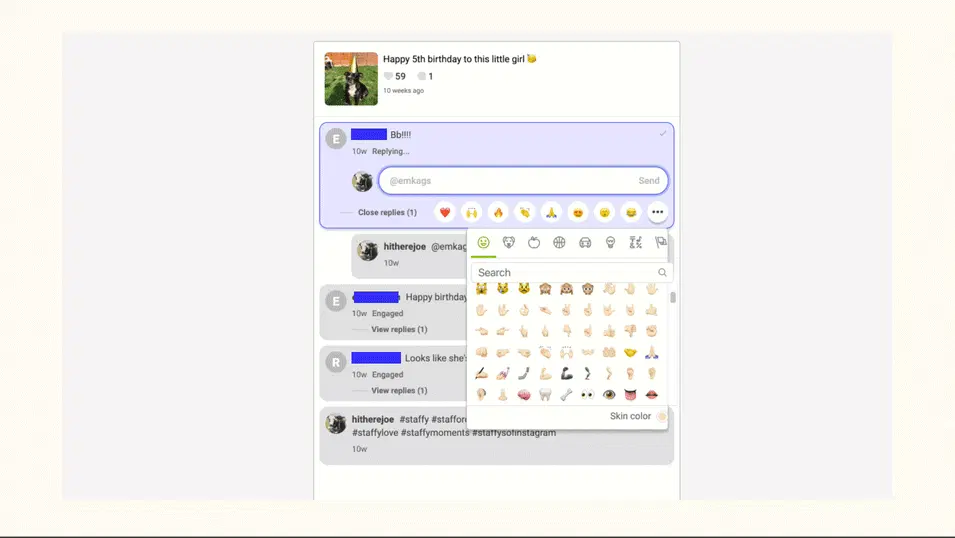 Happy 5th birthday to this little girl 🥳
59 1
10 weeks ago
E Bb!!!!
10w Replying...
@emkags Send
Close replies (1)
hitherejoe @emkag
10w
E Happy birthday
10w Engaged
View replies (1)
R Looks like she's
10w Engaged
View replies (1)
Search
Skin color
hitherejoe #staffy #staffor
#staffylove #staffymoments #staffysofinstagram
10w